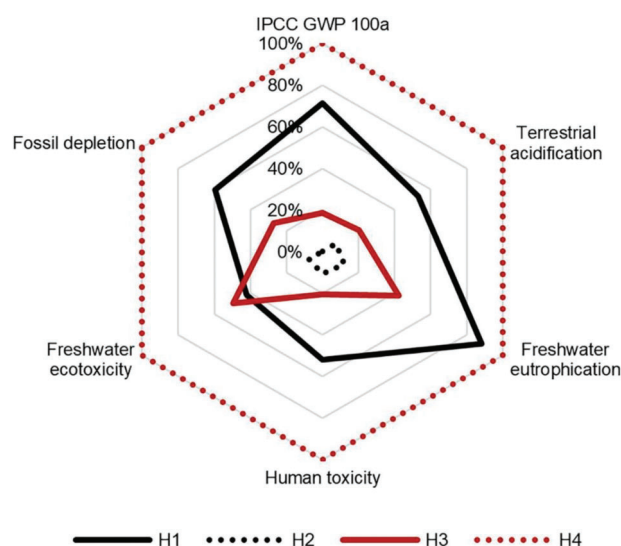 IPCC GWP 100a
100%
80%
60%
40%
20%
0%
Terrestrial
acidification
Freshwater
eutrophication
Human toxicity
Freshwater
ecotoxicity
Fossil depletion
H1 H2 H3 H4